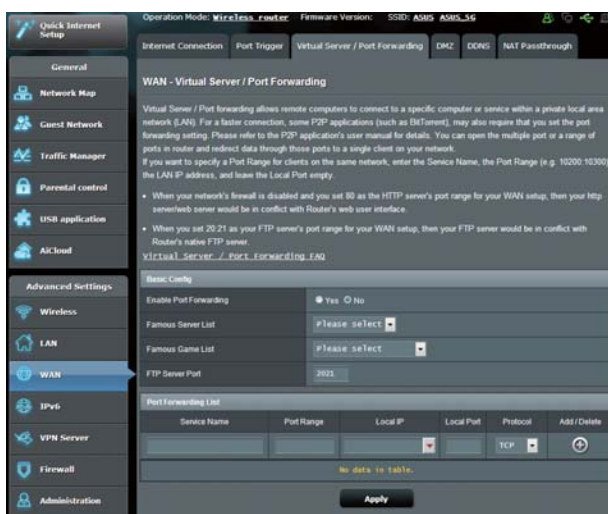 Quick Internet
Setup
Operation Mode: Wireless router Firmware Version: SSID: ASUS ASUS_5G
Internet Connection Port Trigger Virtual Server / Port Forwarding DMZ DDNS NAT Passthrough
General
Network Map
Guest Network
Traffic Manager
Parental control
USB application
AiCloud
Advanced Settings
Wireless
LAN
WAN
IPv6
VPN Server
Firewall
Administration
WAN - Virtual Server / Port Forwarding
Virtual Server / Port forwarding allows remote computers to connect to a specific computer or service within a private local area
network (LAN). For a faster connection, some P2P applications (such as BitTorrent), may also require that you set the port
forwarding setting. Please refer to the P2P application's user manual for details. You can open the multiple port or a range of
ports in router and redirect data through those ports to a single client on your network.
If you want to specify a Port Range for clients on the same network, enter the Service Name, the Port Range (e.g. 10200:10300)
the LAN IP address, and leave the Local Port empty.
• When your network's firewall is disabled and you set 80 as the HTTP server's port range for your WAN setup, then your http
server/web server would be in conflict with Router's web user interface.
• When you set 20:21 as your FTP server's port range for your WAN setup, then your FTP server would be in conflict with
Router's native FTP server.
Virtual Server / Port Forwarding FAQ
Basic Config
Enable Port Forwarding Yes No
Famous Server List Please select
Famous Game List Please select
FTP Server Port 2021
Port Forwarding List
Service Name Port Range Local IP Local Port Protocol Add / Delete
TCP
No data in table.
Apply